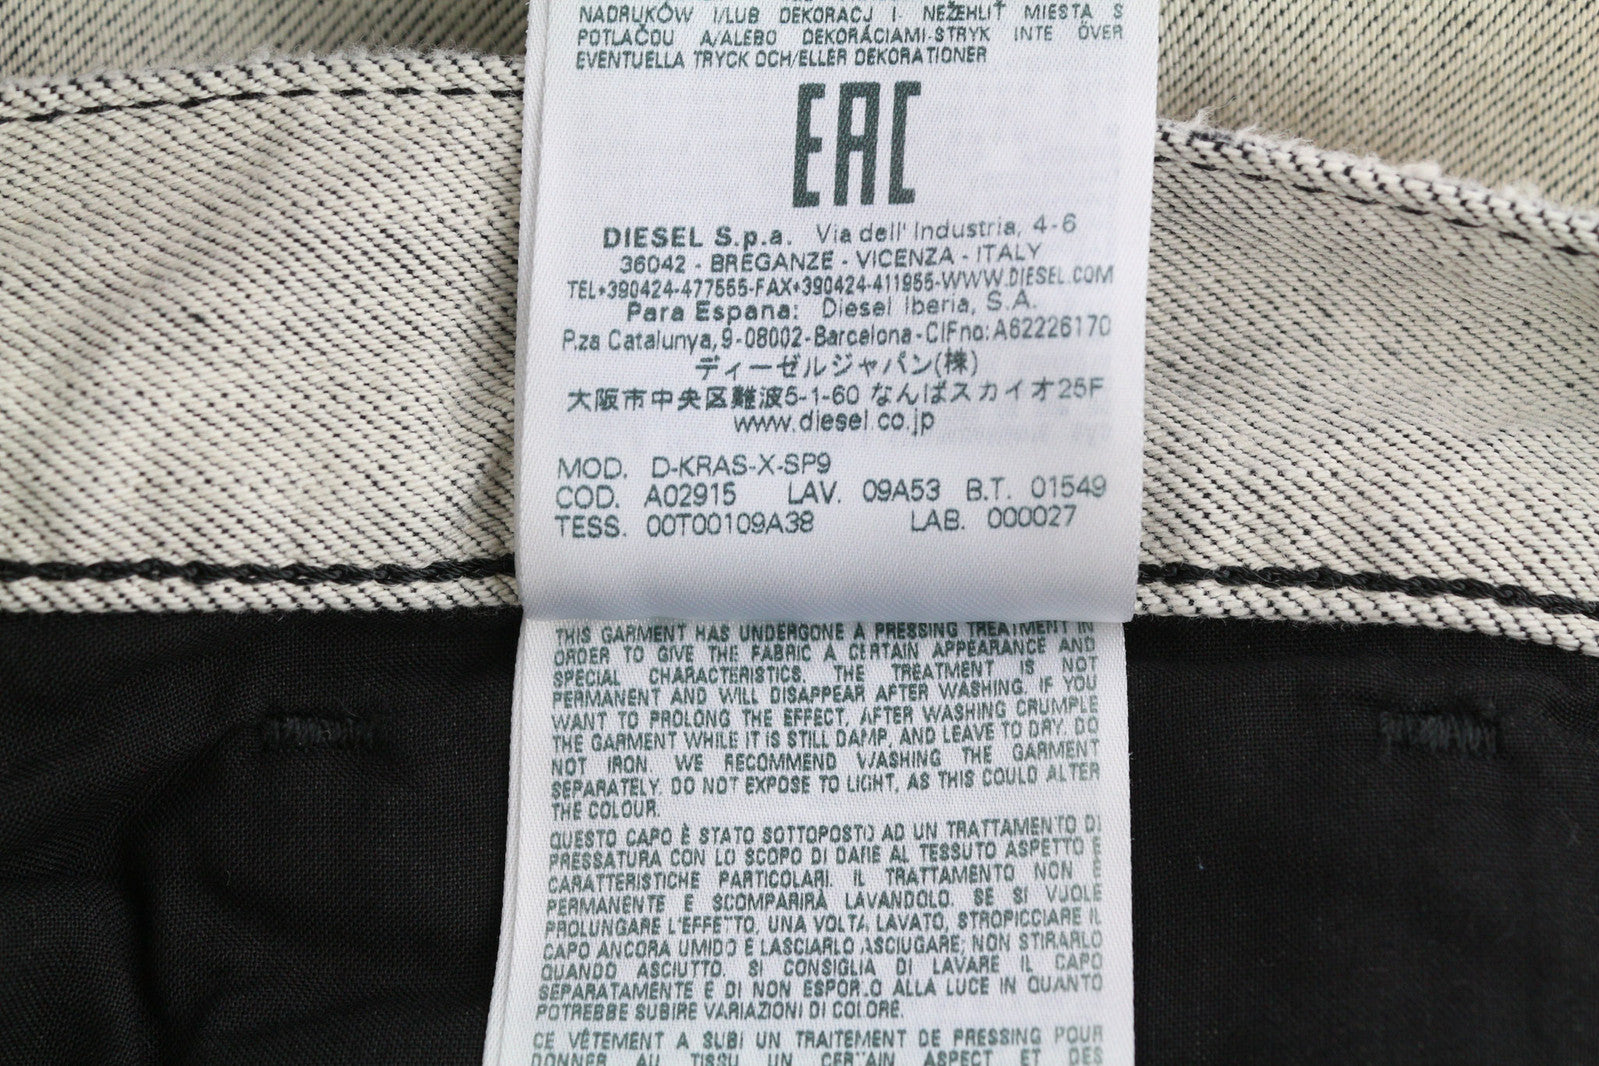 NADRUKÓW I/LUB DEKORACJ I- NEŽEHLIŤ MIESTA S
POTLAČOU A/ALEBO DEKORÁCIAMI-STRYK INTE ÖVER
EVENTUELLA TRYCK OCH/ELLER DEKORATIONER
EAC
DIESEL S.p.a. Via dell' Industria, 4-6
36042 - BREGANZE - VICENZA - ITALY
TEL+390424-477555-FAX+390424-411955-WWW.DIESEL.COM
Para Espana: Diesel Iberia, S.A.
P.za Catalunya, 9-08002-Barcelona-CIFno: A62226170
ディーゼルジャパン(株)
大阪市中央区難波5-1-60 なんばスカイオ25F
www.diesel.co.jp
MOD. D-KRAS-X-SP9
COD. A02915 LAV. 09A53 B.T. 01549
TESS. 00T00109A38 LAB. 000027
THIS GARMENT HAS UNDERGONE A PRESSING TREATMENT IN
ORDER TO GIVE THE FABRIC A CERTAIN APPEARANCE AND
SPECIAL CHARACTERISTICS. THE TREATMENT IS NOT
PERMANENT AND WILL DISAPPEAR AFTER WASHING. IF YOU
WANT TO PROLONG THE EFFECT, AFTER WASHING CRUMPLE
THE GARMENT WHILE IT IS STILL DAMP, AND LEAVE TO DRY. DO
NOT IRON. WE RECOMMEND WASHING THE GARMENT
SEPARATELY. DO NOT EXPOSE TO LIGHT, AS THIS COULD ALTER
THE COLOUR.
QUESTO CAPO È STATO SOTTOPOSTO AD UN TRATTAMENTO DI
PRESSATURA CON LO SCOPO DI DARE AL TESSUTO ASPETTO E
CARATTERISTICHE PARTICOLARI. IL TRATTAMENTO NON È
PERMANENTE E SCOMPARIRÀ LAVANDOLO. SE SI VUOLE
PROLUNGARE L'EFFETTO, UNA VOLTA LAVATO, STROPICCIARE IL
CAPO ANCORA UMIDO E LASCIARLO ASCIUGARE; NON STIRARLO
QUANDO ASCIUTTO. SI CONSIGLIA DI LAVARE IL CAPO
SEPARATAMENTE E DI NON ESPORLO ALLA LUCE IN QUANTO
POTREBBE SUBIRE VARIAZIONI DI COLORE.
CE VÊTEMENT A SUBI UN TRAITEMENT DE PRESSING POUR
DONNER AU TISSU UN CERTAIN ASPECT ET DES